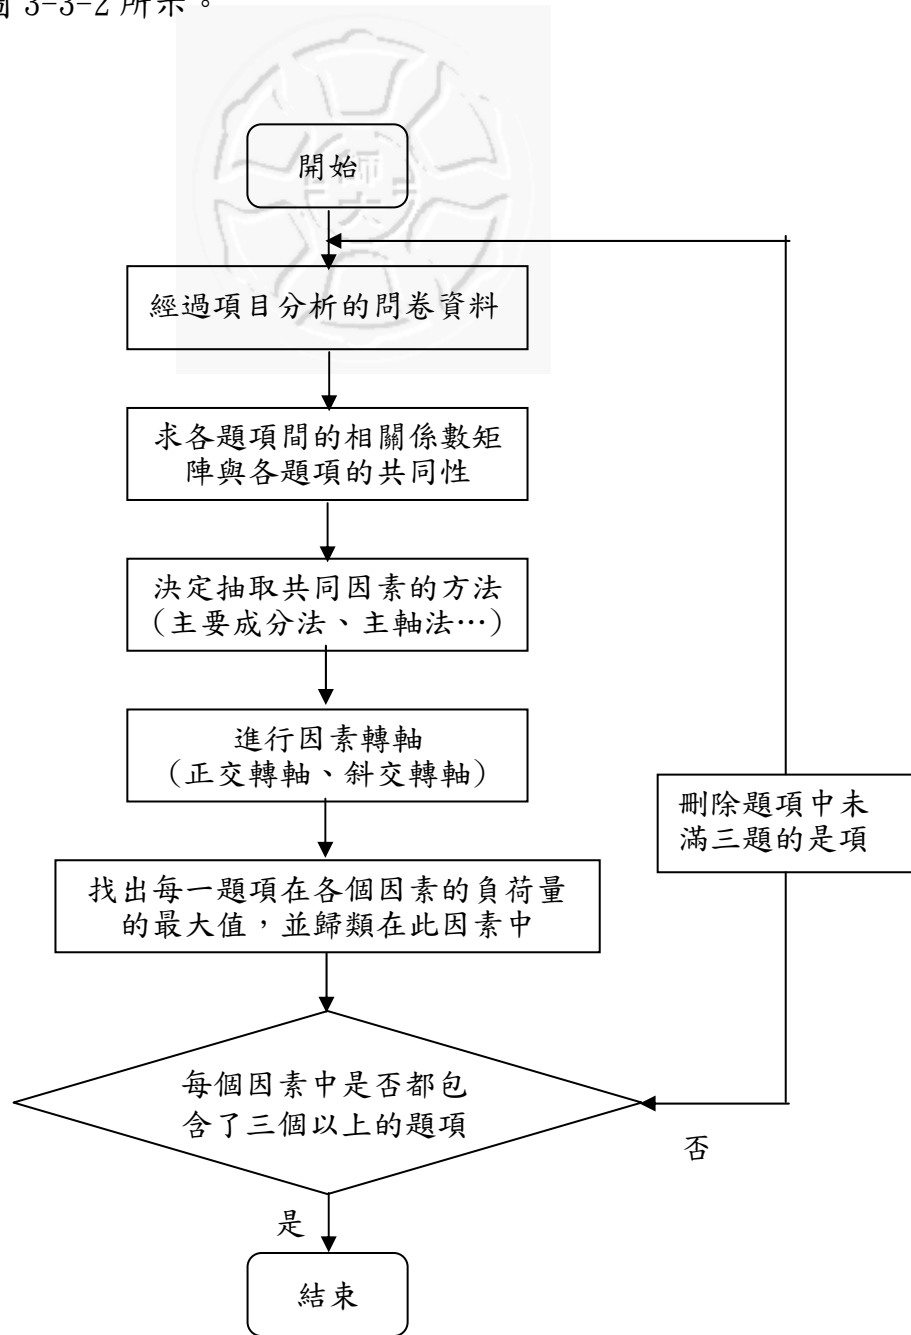 圖 3-3-2 所示。
開始
經過項目分析的問卷資料
求各題項間的相關係數矩
陣與各題項的共同性
決定抽取共同因素的方法
（主要成分法、主軸法…）
進行因素轉軸
（正交轉軸、斜交轉軸）
刪除題項中未
滿三題的是項
找出每一題項在各個因素的負荷量
的最大值，並歸類在此因素中
每個因素中是否都包
含了三個以上的題項
否
是
結束